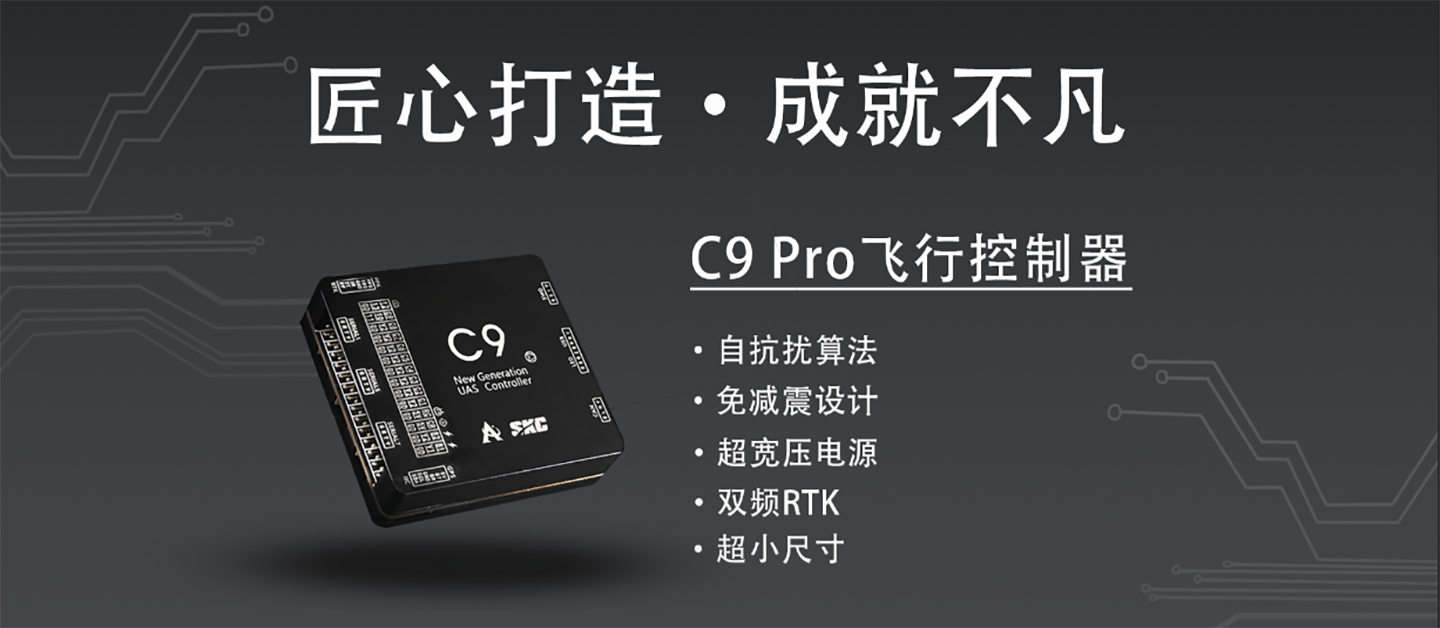 匠心打造·成就不凡
C9 Pro飞行控制器
·自抗扰算法
·免减震设计
·超宽压电源
·双频RTK
·超小尺寸
C9
New Generation
UAS Controller
SKC